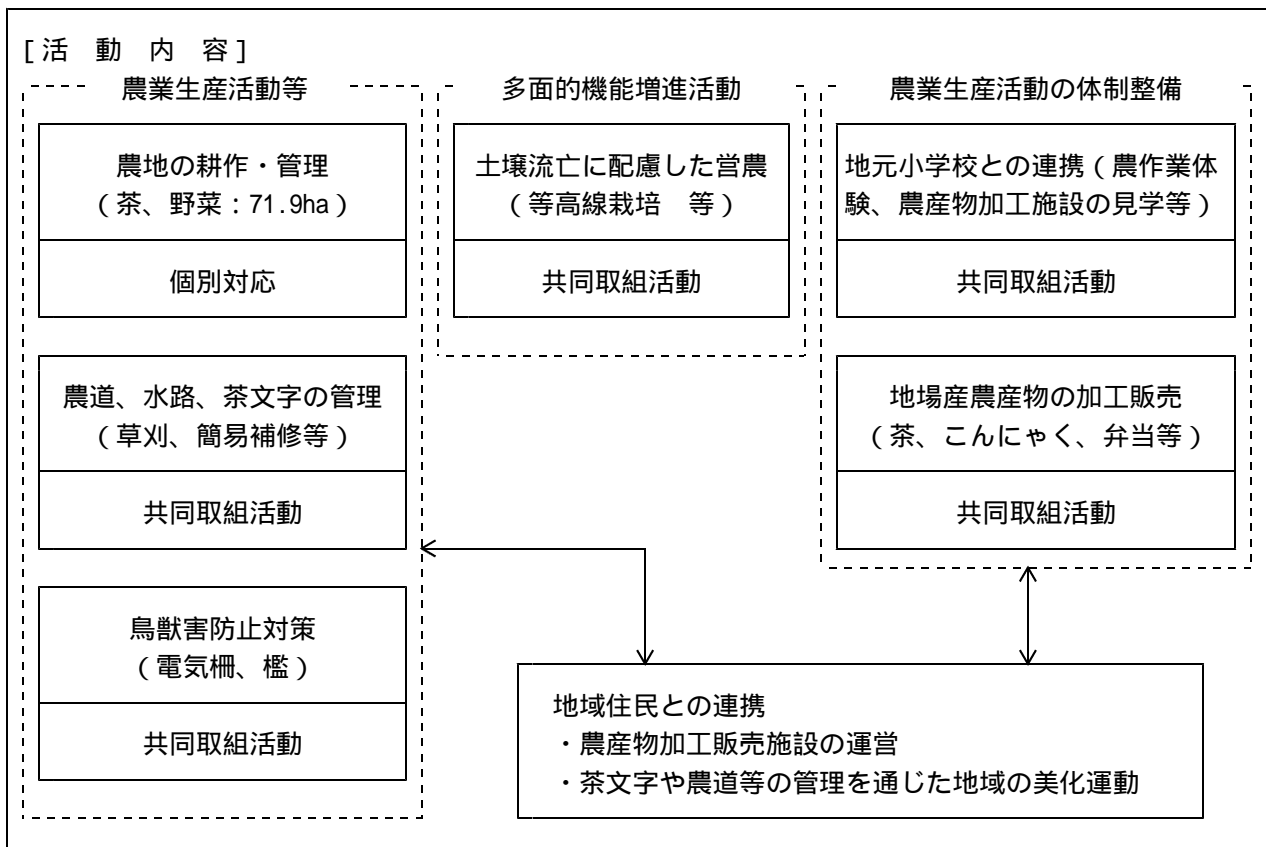 [活 動 内 容]
農業生産活動等
農地の耕作・管理
（茶、野菜：71.9ha）
個別対応
農道、水路、茶文字の管理
（草刈、簡易補修等）
共同取組活動
鳥獣害防止対策
（電気柵、檻）
共同取組活動
多面的機能増進活動
土壌流亡に配慮した営農
（等高線栽培 等）
共同取組活動
農業生産活動の体制整備
地元小学校との連携（農作業体
験、農産物加工施設の見学等）
共同取組活動
地場産農産物の加工販売
（茶、こんにゃく、弁当等）
共同取組活動
地域住民との連携
・農産物加工販売施設の運営
・茶文字や農道等の管理を通じた地域の美化運動